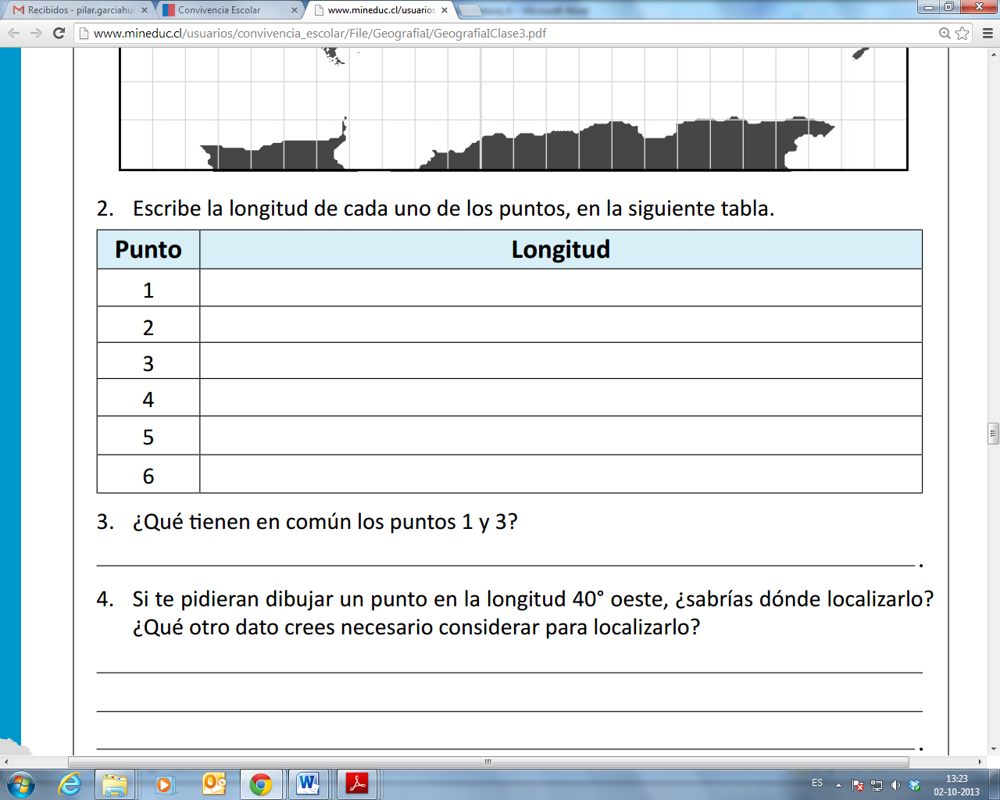 Recibidos - pilar.garciahui
Convivencia Escolar
www.mineduc.cl/usuarios
www.mineduc.cl/usuarios/convivencia_escolar/File/GeografiaI/GeografiaIClase3.pdf
2. Escribe la longitud de cada uno de los puntos, en la siguiente tabla.
Punto Longitud
1
2
3
4
5
6
3. ¿Qué tienen en común los puntos 1 y 3?
.
4. Si te pidieran dibujar un punto en la longitud 40° oeste, ¿sabrías dónde localizarlo?
¿Qué otro dato crees necesario considerar para localizarlo?
.
ES
13:23
02-10-2013